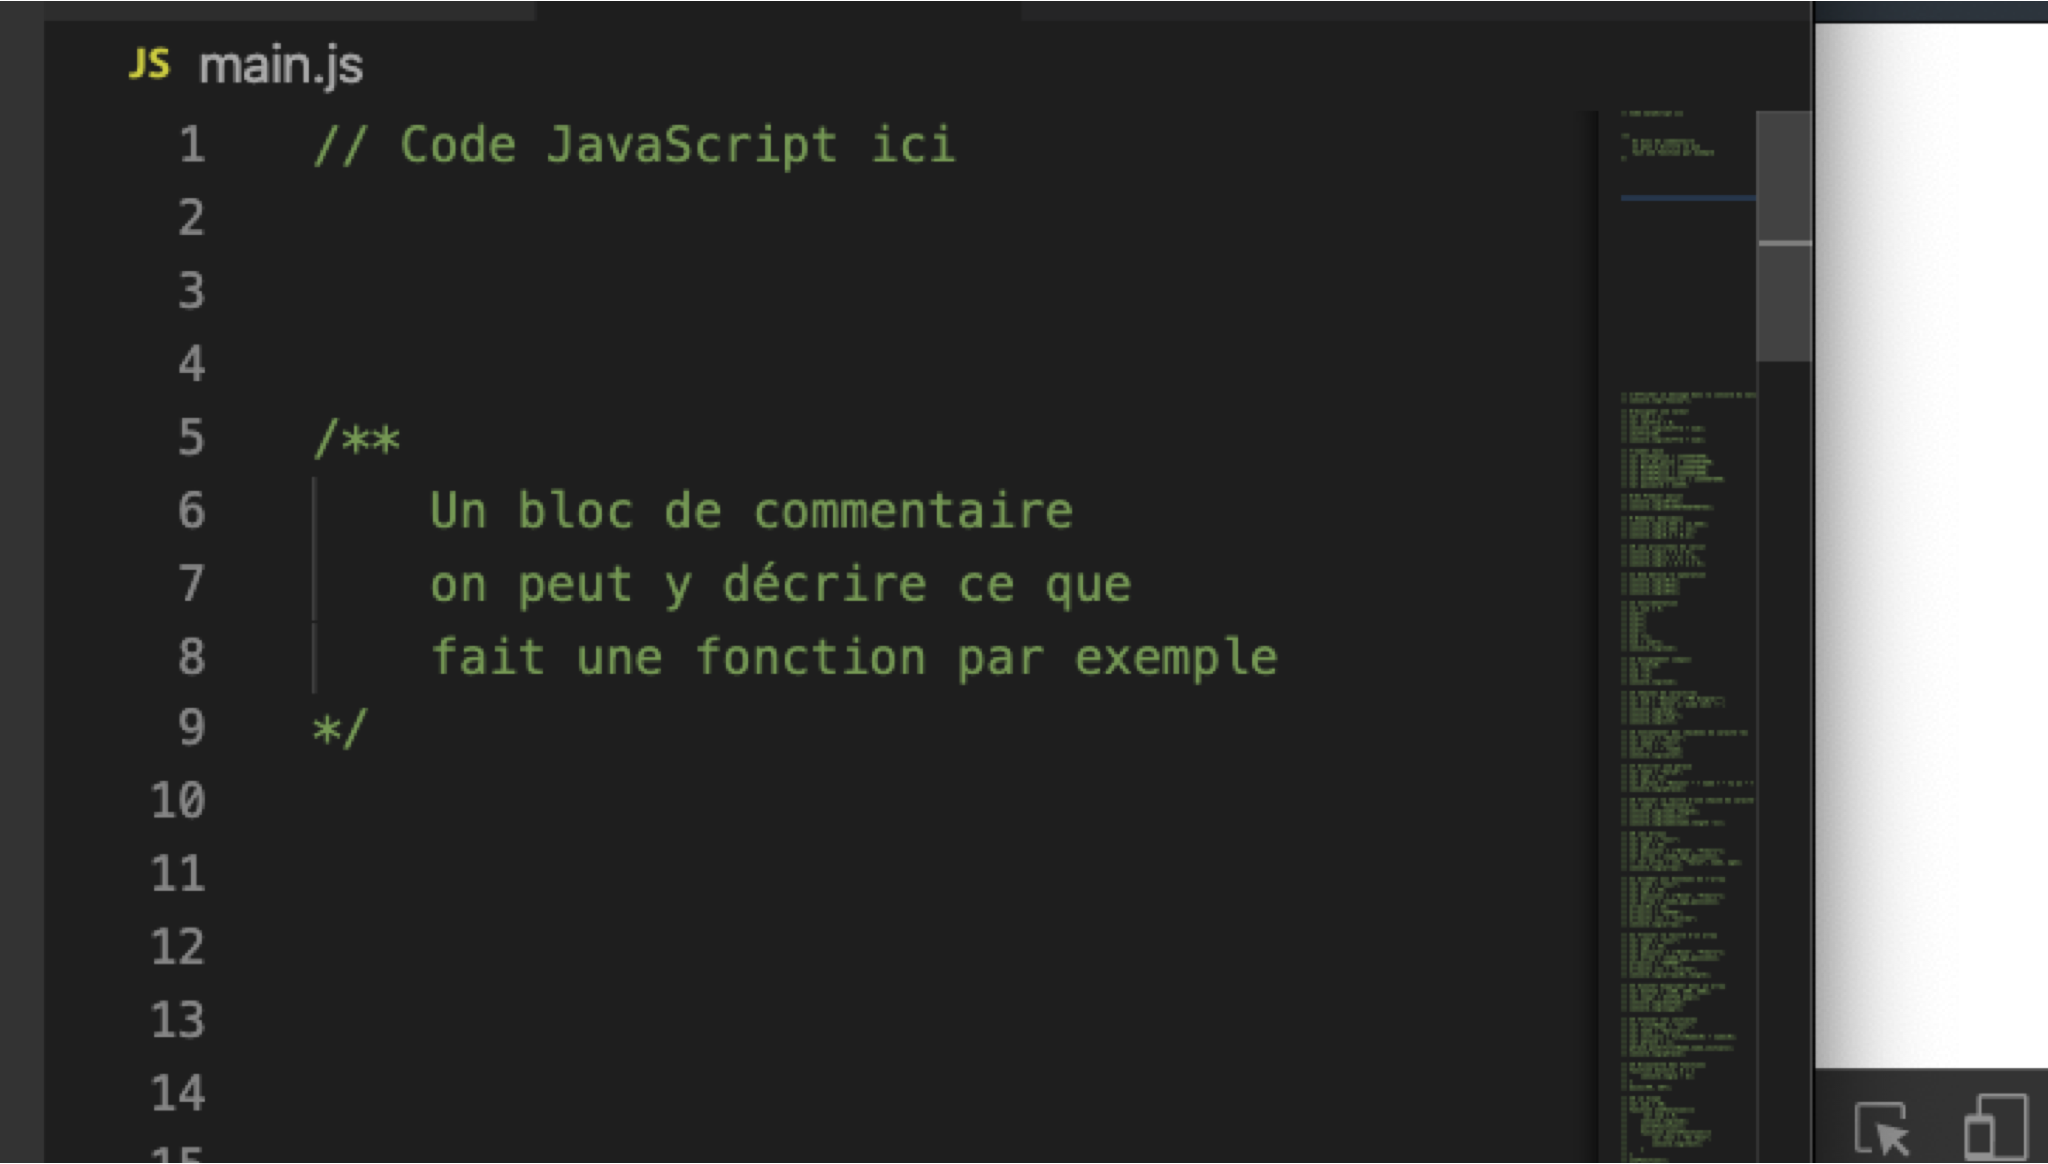 JS main.js
1 // Code JavaScript ici
2
3
4
5 /**
6 Un bloc de commentaire
7 on peut y décrire ce que
8 fait une fonction par exemple
9 */
10
11
12
13
14
15